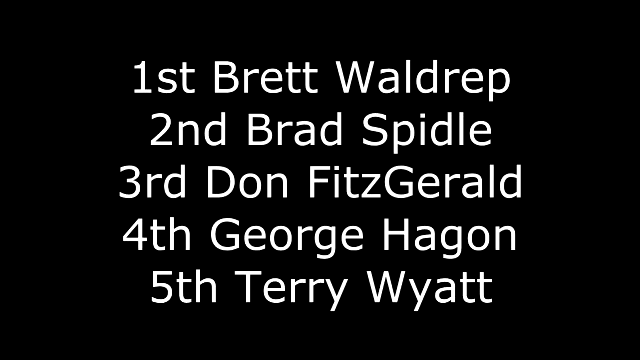 1st Brett Waldrep
2nd Brad Spidle
3rd Don FitzGerald
4th George Hagon
5th Terry Wyatt